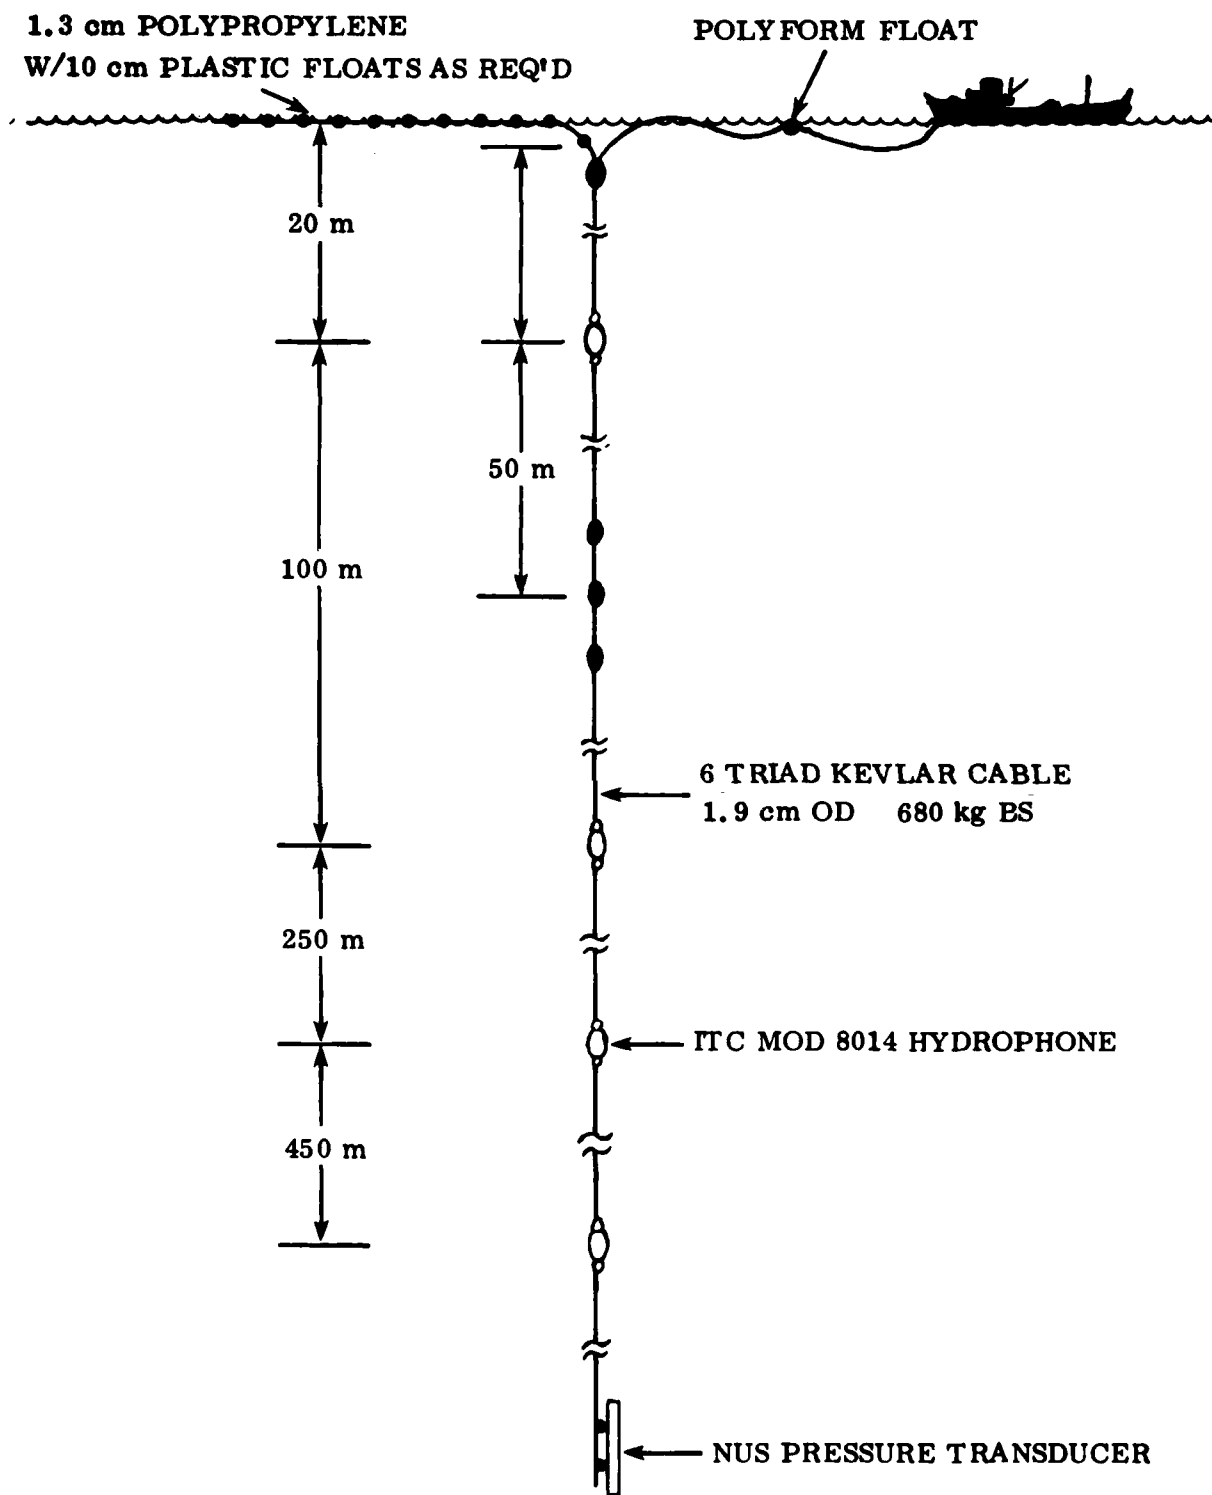 1.3 cm POLYPROPYLENE
W/10 cm PLASTIC FLOATS AS REQ'D
POLYFORM FLOAT
20 m
50 m
100 m
6 TRIAD KEVLAR CABLE
1.9 cm OD 680 kg BS
250 m
ITC MOD 8014 HYDROPHONE
450 m
NUS PRESSURE TRANSDUCER